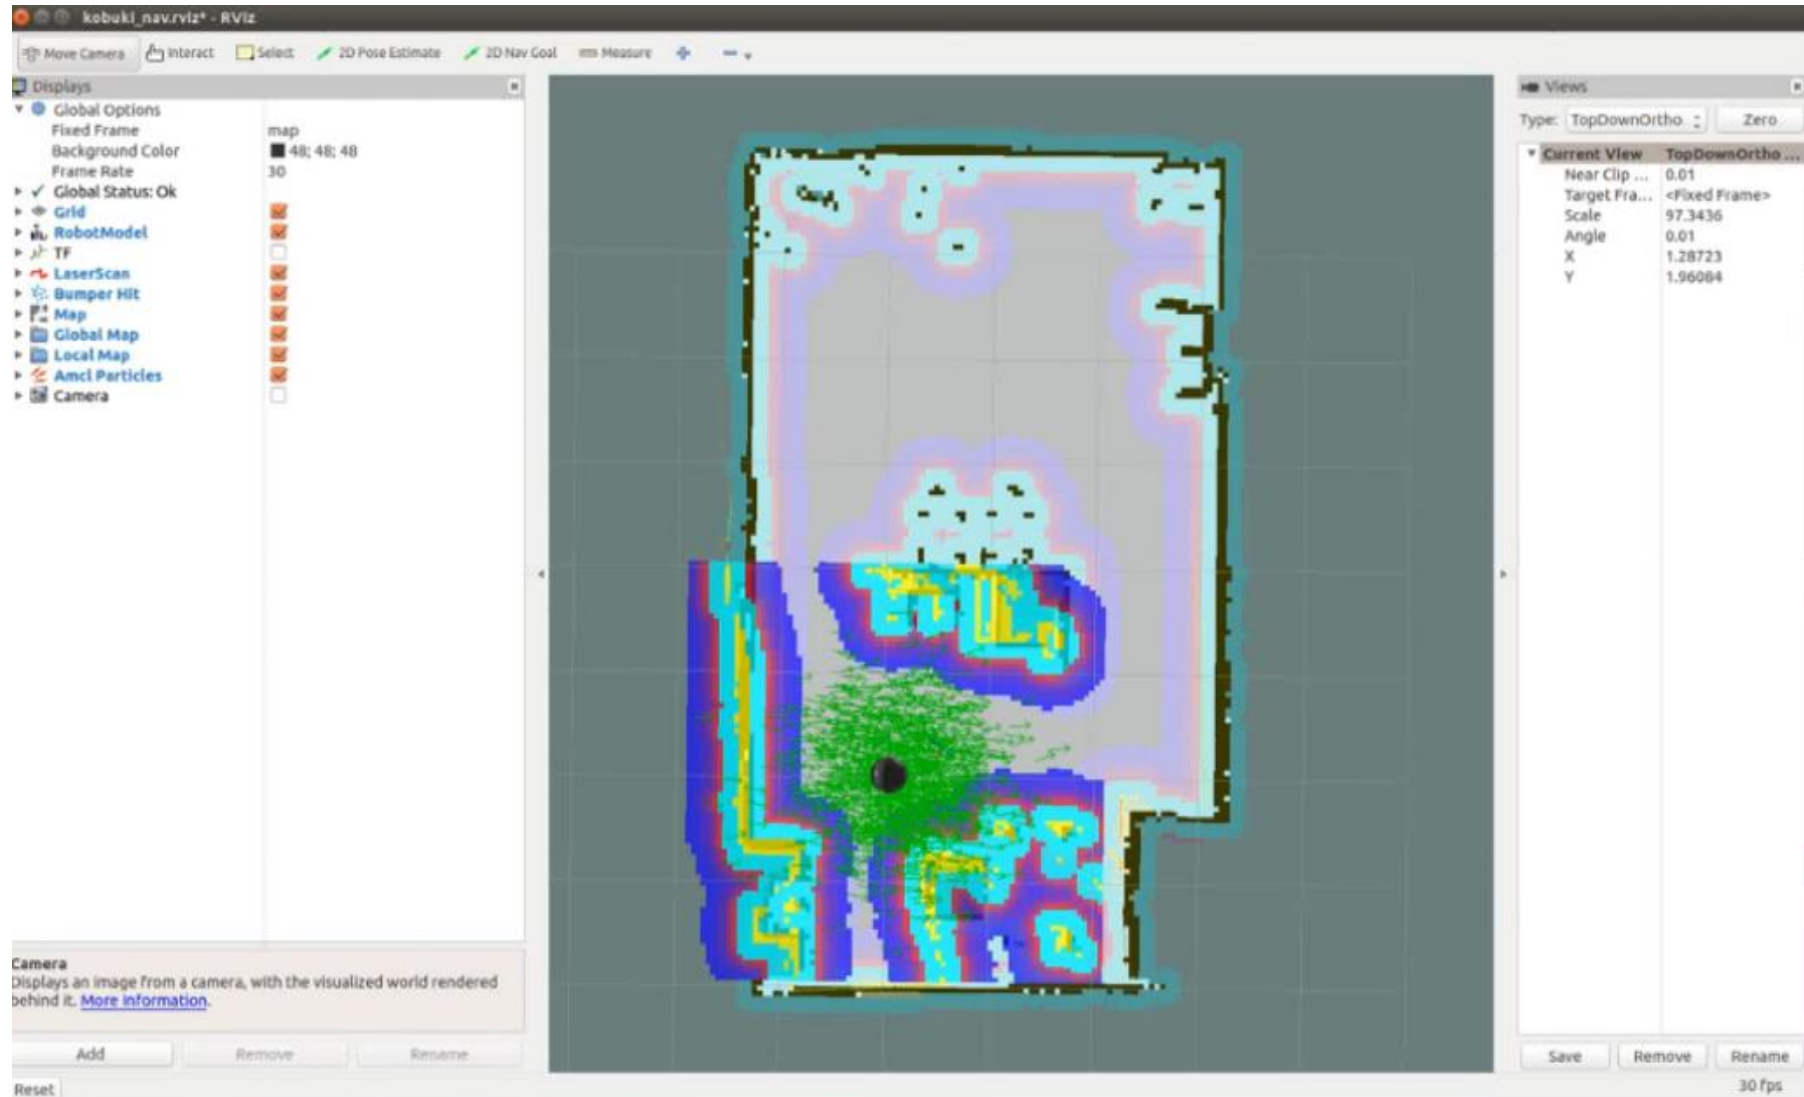 kobuki_nav.rviz* - RViz
Move Camera Interact Select 2D Pose Estimate 2D Nav Goal Measure
Displays
Global Options
Fixed Frame map
Background Color 48; 48; 48
Frame Rate 30
Global Status: Ok
Grid
RobotModel
TF
LaserScan
Bumper Hit
Map
Global Map
Local Map
Amcl Particles
Camera
Camera
Displays an image from a camera, with the visualized world rendered
behind it. More Information.
Add Remove Rename
Reset
Views
Type: TopDownOrtho Zero
Current View TopDownOrtho ...
Near Clip ... 0.01
Target Fra... <Fixed Frame>
Scale 97.3436
Angle 0.01
X 1.28723
Y 1.96084
Save Remove Rename
30 fps